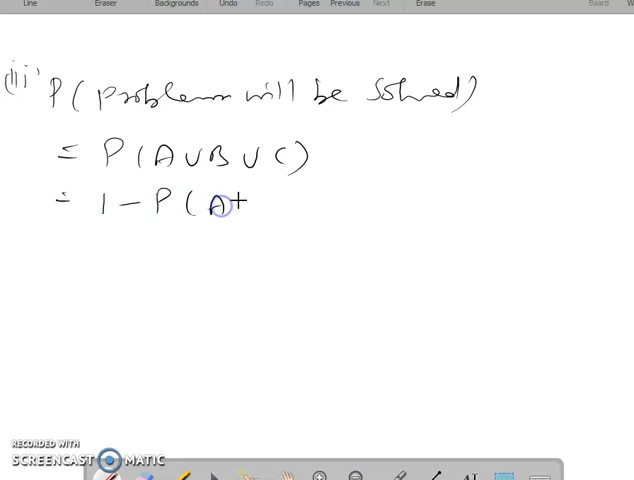 Line Eraser Backgrounds Undo Redo Pages Previous Next Erase Board W
(iii) P( problem will be solved)
= P(A∪B∪C)
= 1 - P( A
RECORDED WITH
SCREENCAST MATIC